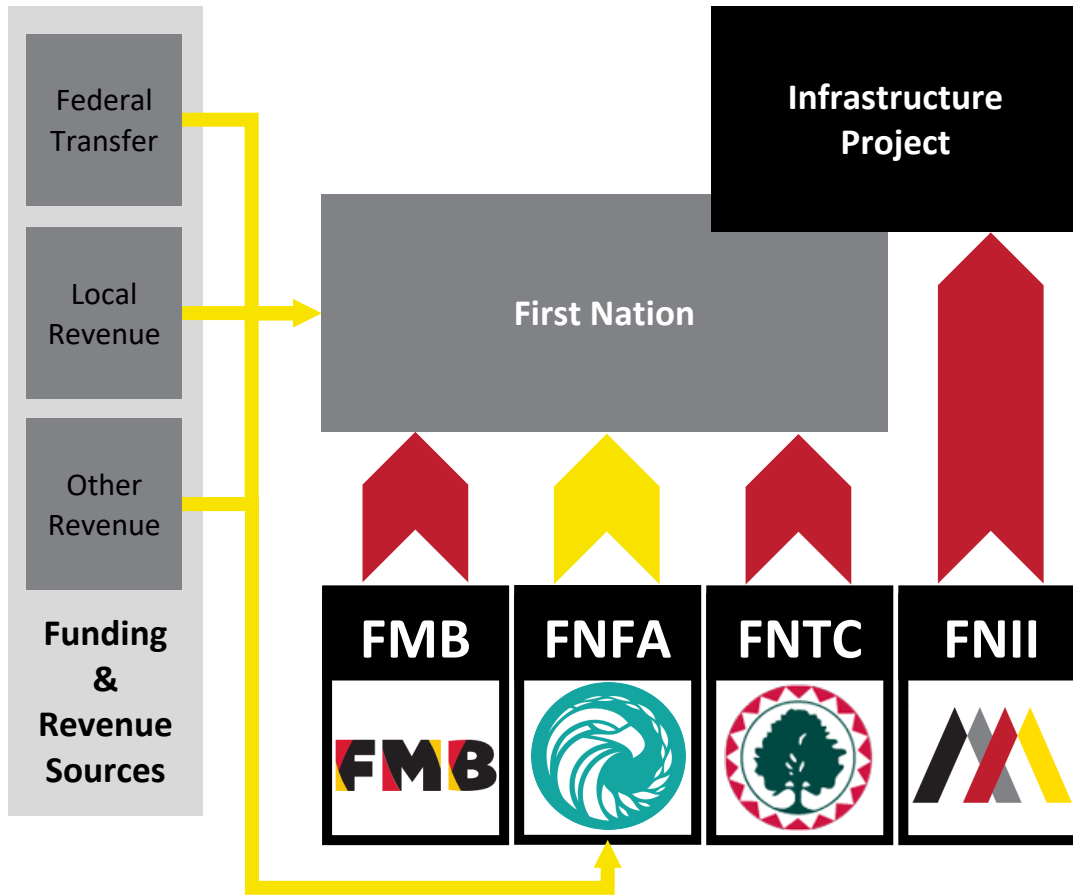 Federal
Transfer
Local
Revenue
Other
Revenue
Funding
&
Revenue
Sources
Infrastructure
Project
First Nation
FMB
FNFA
FNTC
FNII
FMB